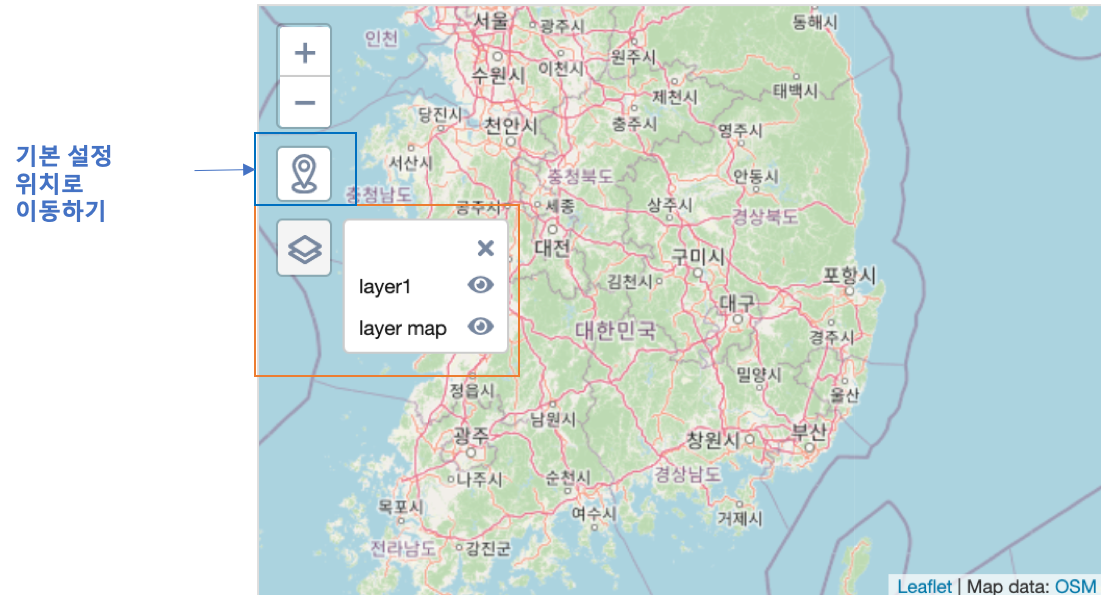 서울
광주시
동해시
인천
원주시
수원시
이천시
제천시
태백시
당진시
천안시
충주시
영주시
기본 설정
위치로
이동하기
서산시
충청북도
안동시
충청남도
공주시
세종
상주시
경상북도
대전
구미시
layer1
김천시
포항시
layer map
대한민국
대구
경주시
정읍시
밀양시
울산
남원시
광주
창원시
부산
나주시
순천시
경상남도
목포시
여수시
거제시
전라남도
강진군
Leaflet | Map data: OSM